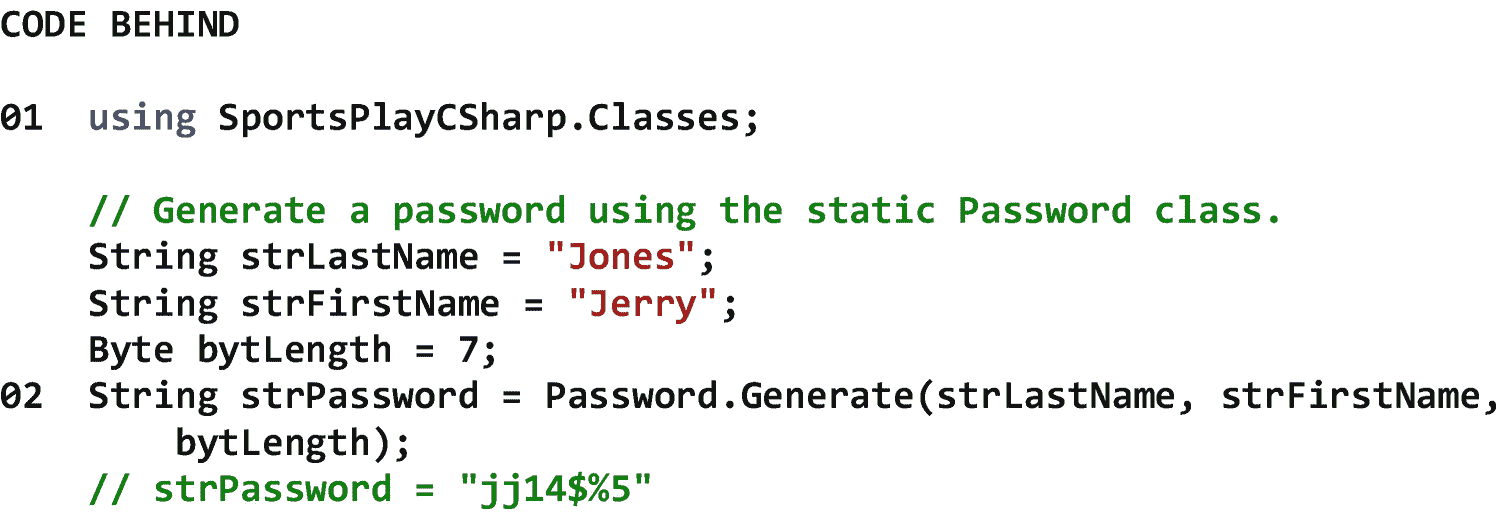 CODE BEHIND
01 using SportsPlayCSharp.Classes;
// Generate a password using the static Password class.
String strLastName = "Jones";
String strFirstName = "Jerry";
Byte bytLength = 7;
02 String strPassword = Password.Generate(strLastName, strFirstName,
bytLength);
// strPassword = "jj14$%5"